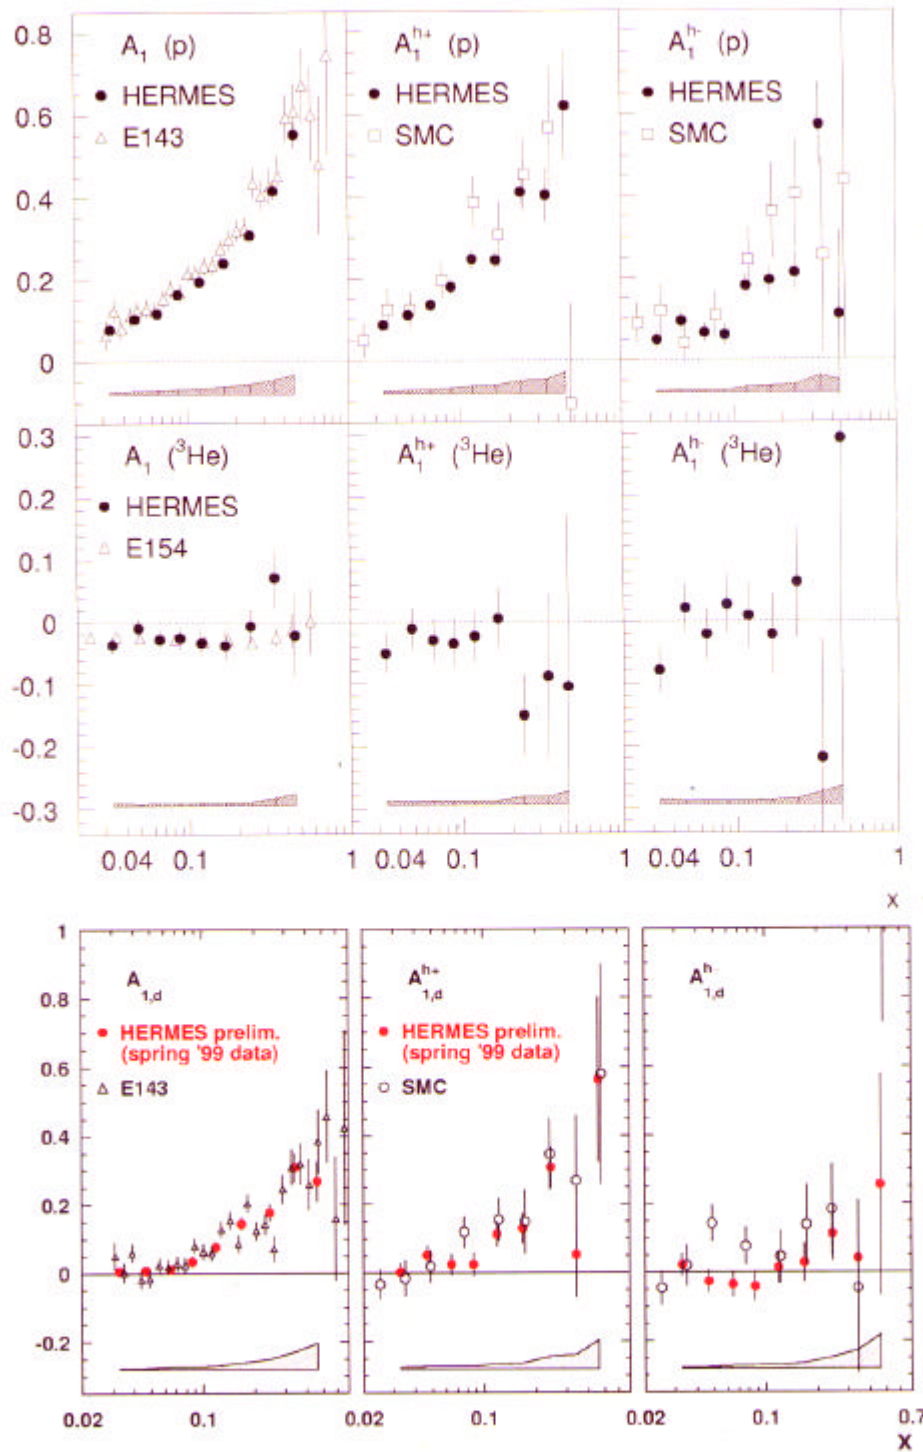 0.8
0.6
0.4
0.2
0
A1 (p)
HERMES
E143
A1h+ (p)
HERMES
SMC
A1h- (p)
HERMES
SMC
0.3
0.2
0.1
0
-0.1
-0.2
-0.3
A1 (3He)
HERMES
E154
A1h+ (3He)
A1h- (3He)
0.04 0.1 1 0.04 0.1 1 0.04 0.1 1
x
1
0.8
0.6
0.4
0.2
0
-0.2
A1,d
HERMES prelim.
(spring '99 data)
E143
A1,dh+
HERMES prelim.
(spring '99 data)
SMC
A1,dh-
0.02 0.1 0.02 0.1 0.02 0.1 0.7
x